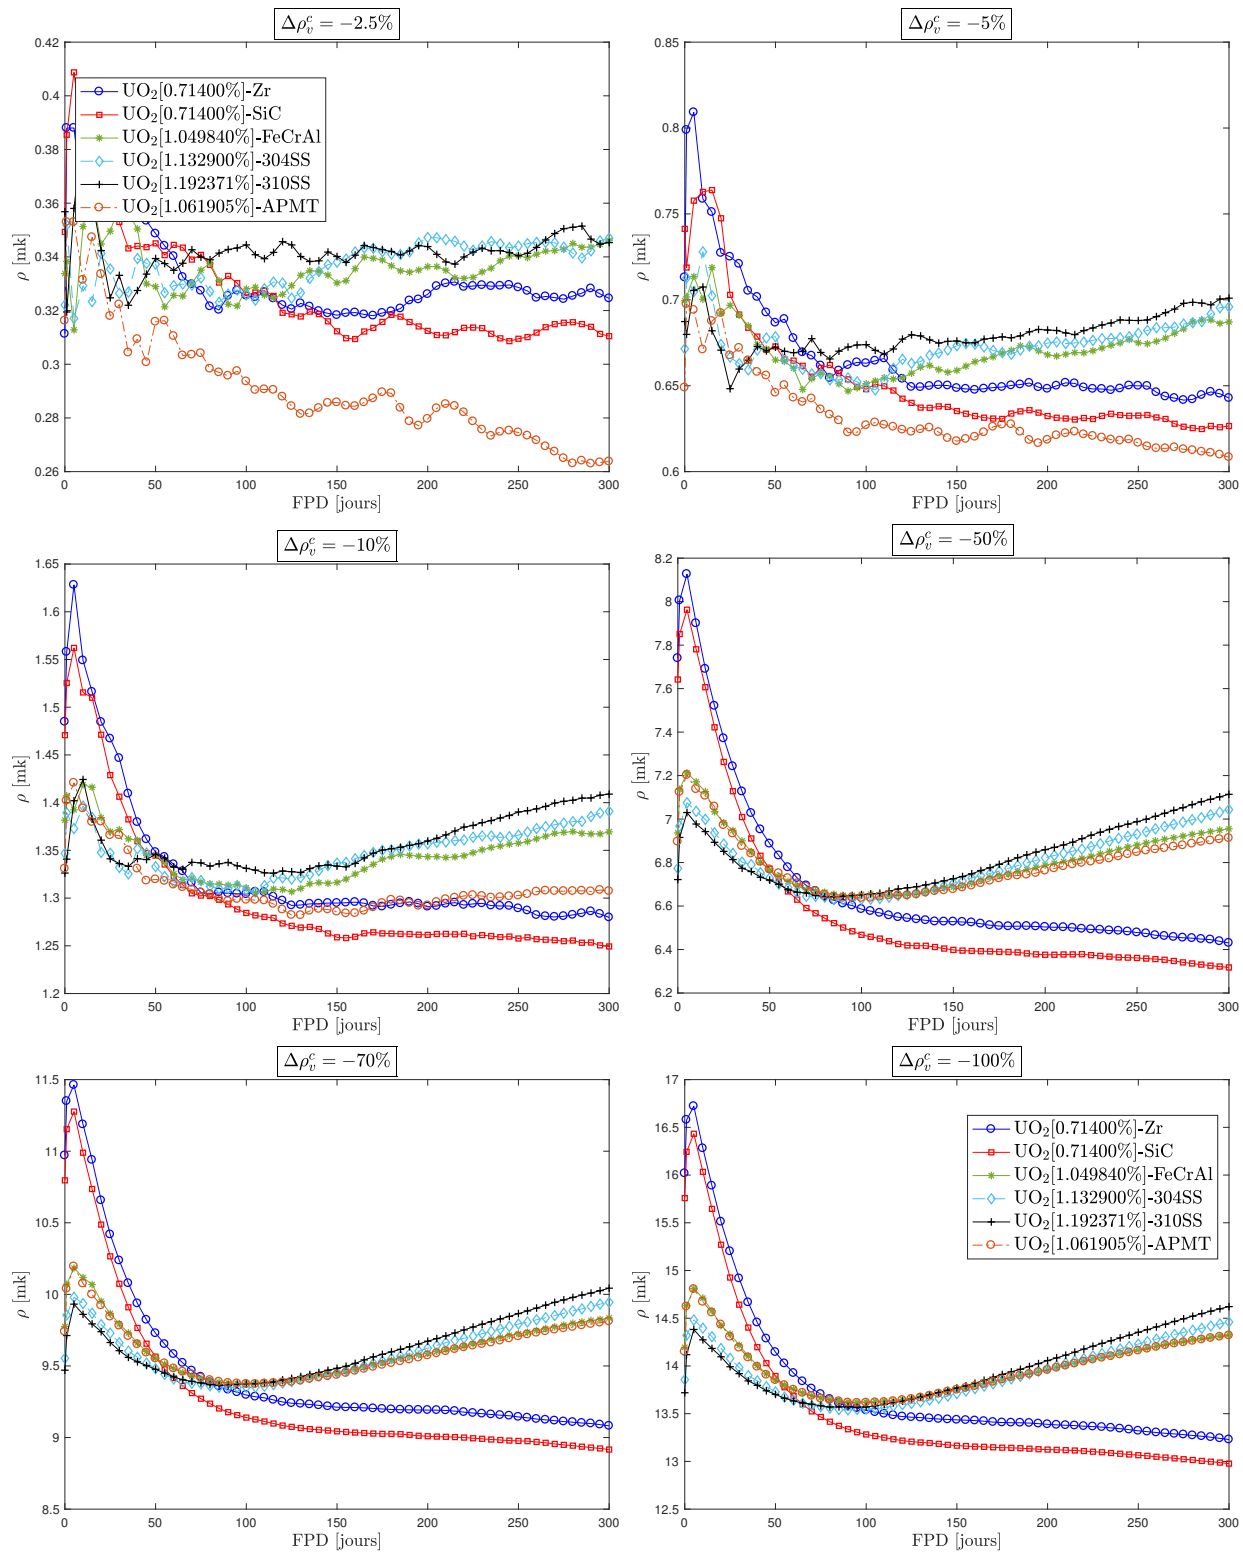 Δρ_v^c = −2.5%
0.42
0.4
0.38
0.36
0.34
0.32
0.3
0.28
0.26
ρ [mk]
UO₂[0.71400%]-Zr
UO₂[0.71400%]-SiC
UO₂[1.049840%]-FeCrAl
UO₂[1.132900%]-304SS
UO₂[1.192371%]-310SS
UO₂[1.061905%]-APMT
0 50 100 150 200 250 300
FPD [jours]
Δρ_v^c = −5%
0.85
0.8
0.75
0.7
0.65
0.6
ρ [mk]
0 50 100 150 200 250 300
FPD [jours]
Δρ_v^c = −10%
1.65
1.6
1.55
1.5
1.45
1.4
1.35
1.3
1.25
1.2
ρ [mk]
0 50 100 150 200 250 300
FPD [jours]
Δρ_v^c = −50%
8.2
8
7.8
7.6
7.4
7.2
7
6.8
6.6
6.4
6.2
ρ [mk]
0 50 100 150 200 250 300
FPD [jours]
Δρ_v^c = −70%
11.5
11
10.5
10
9.5
9
8.5
ρ [mk]
0 50 100 150 200 250 300
FPD [jours]
Δρ_v^c = −100%
17
16.5
16
15.5
15
14.5
14
13.5
13
12.5
ρ [mk]
UO₂[0.71400%]-Zr
UO₂[0.71400%]-SiC
UO₂[1.049840%]-FeCrAl
UO₂[1.132900%]-304SS
UO₂[1.192371%]-310SS
UO₂[1.061905%]-APMT
0 50 100 150 200 250 300
FPD [jours]